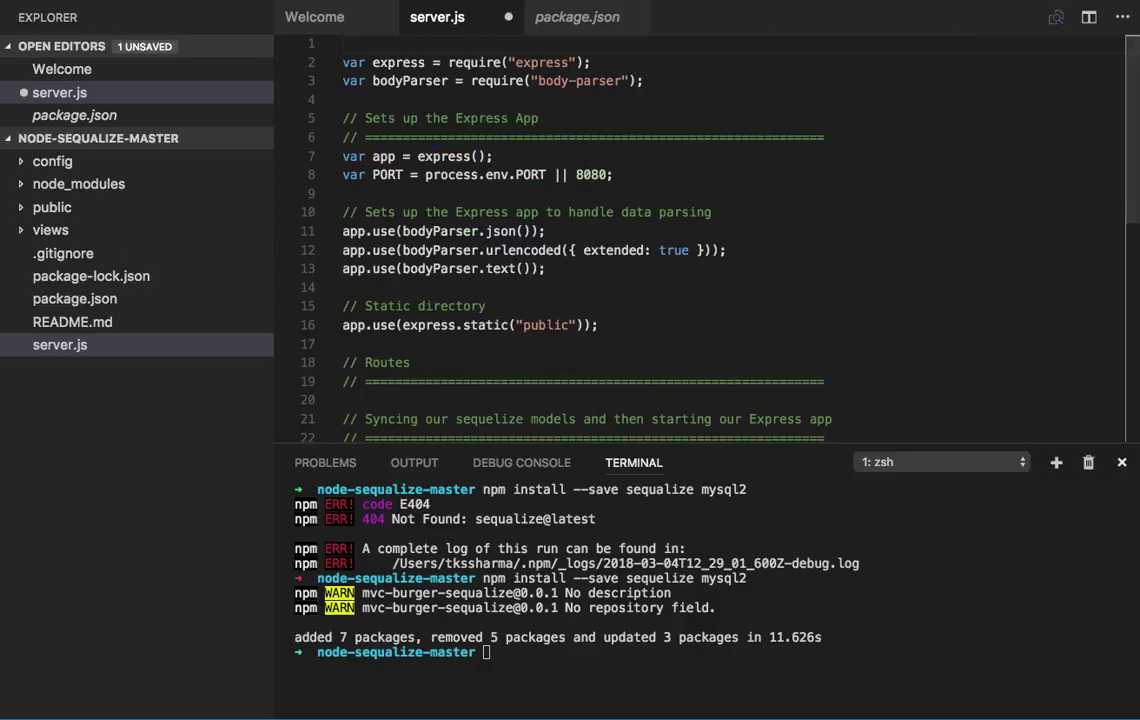 EXPLORER
Welcome
server.js
package.json
OPEN EDITORS 1 UNSAVED
Welcome
server.js
package.json
NODE-SEQUALIZE-MASTER
config
node_modules
public
views
.gitignore
package-lock.json
package.json
README.md
server.js
1
2 var express = require("express");
3 var bodyParser = require("body-parser");
4
5 // Sets up the Express App
6 // =============================================================
7 var app = express();
8 var PORT = process.env.PORT || 8080;
9
10 // Sets up the Express app to handle data parsing
11 app.use(bodyParser.json());
12 app.use(bodyParser.urlencoded({ extended: true }));
13 app.use(bodyParser.text());
14
15 // Static directory
16 app.use(express.static("public"));
17
18 // Routes
19 // =============================================================
20
21 // Syncing our sequelize models and then starting our Express app
22 // =============================================================
PROBLEMS OUTPUT DEBUG CONSOLE TERMINAL 1: zsh
→ node-sequalize-master npm install --save sequalize mysql2
npm ERR! code E404
npm ERR! 404 Not Found: sequalize@latest
npm ERR! A complete log of this run can be found in:
npm ERR! /Users/tkssharma/.npm/_logs/2018-03-04T12_29_01_600Z-debug.log
→ node-sequalize-master npm install --save sequelize mysql2
npm WARN mvc-burger-sequalize@0.0.1 No description
npm WARN mvc-burger-sequalize@0.0.1 No repository field.
added 7 packages, removed 5 packages and updated 3 packages in 11.626s
→ node-sequalize-master